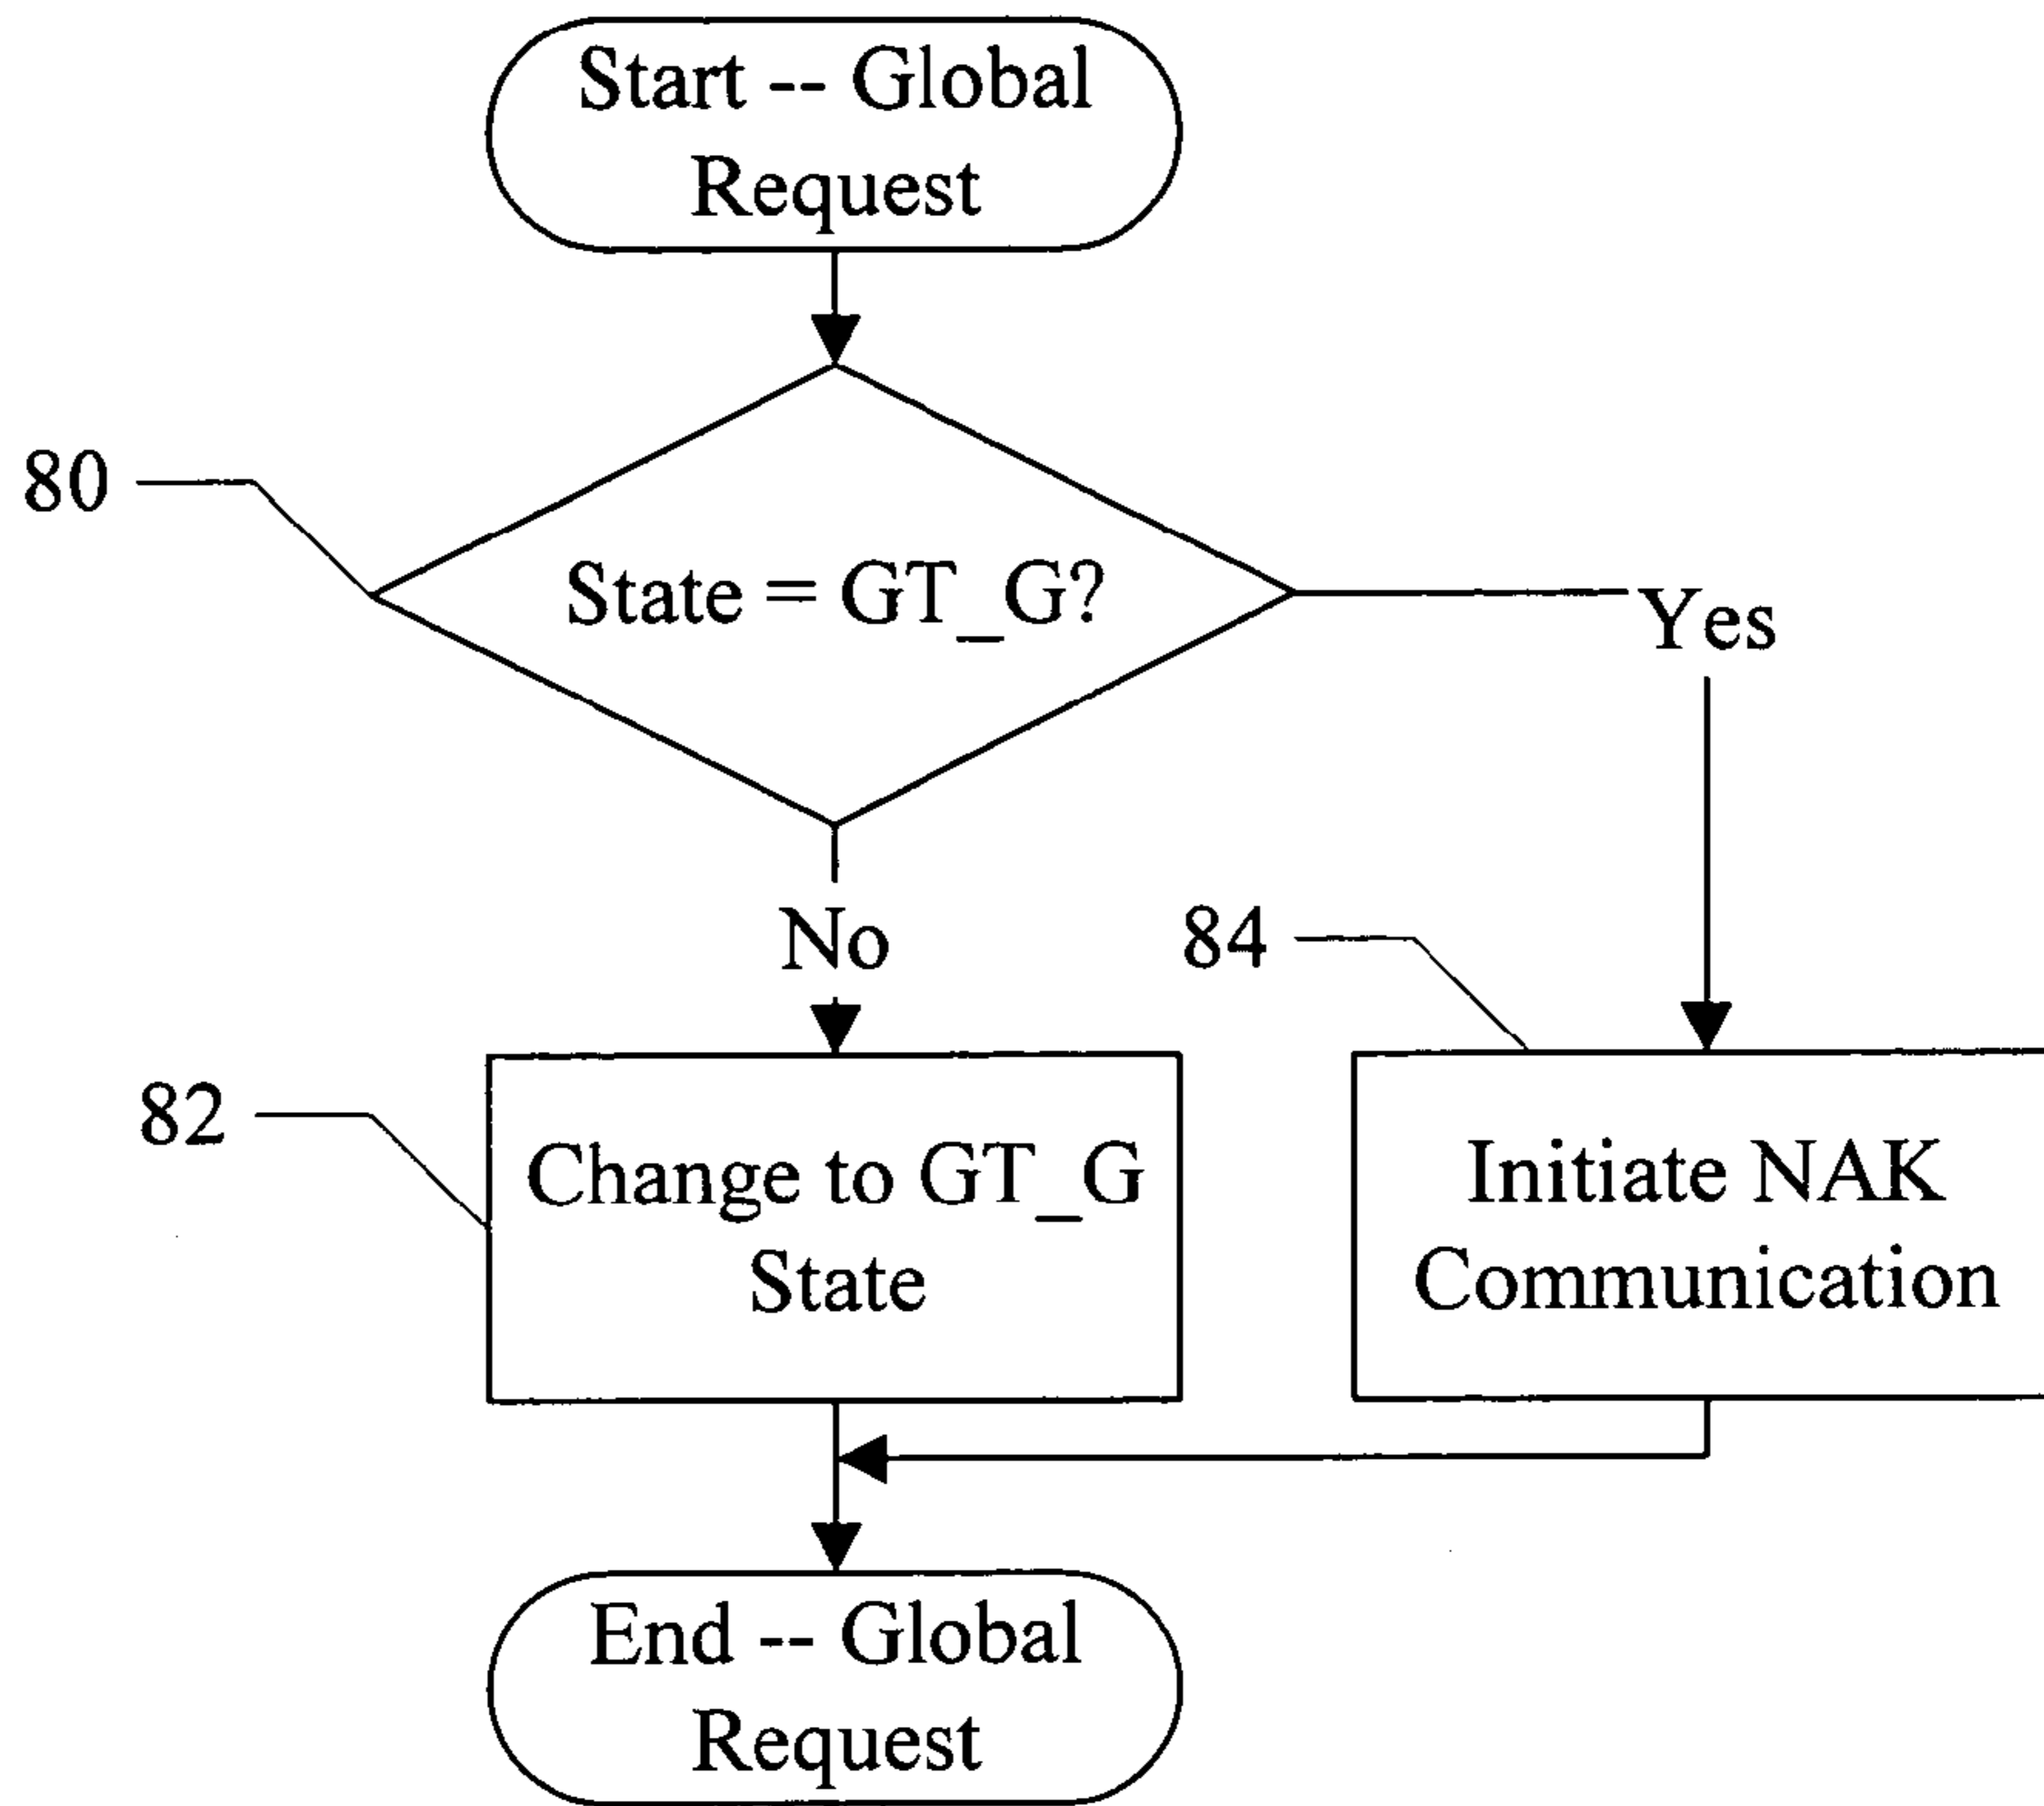 Start -- Global
Request
80
State = GT_G?
Yes
No
84
82
Change to GT_G
State
Initiate NAK
Communication
End -- Global
Request